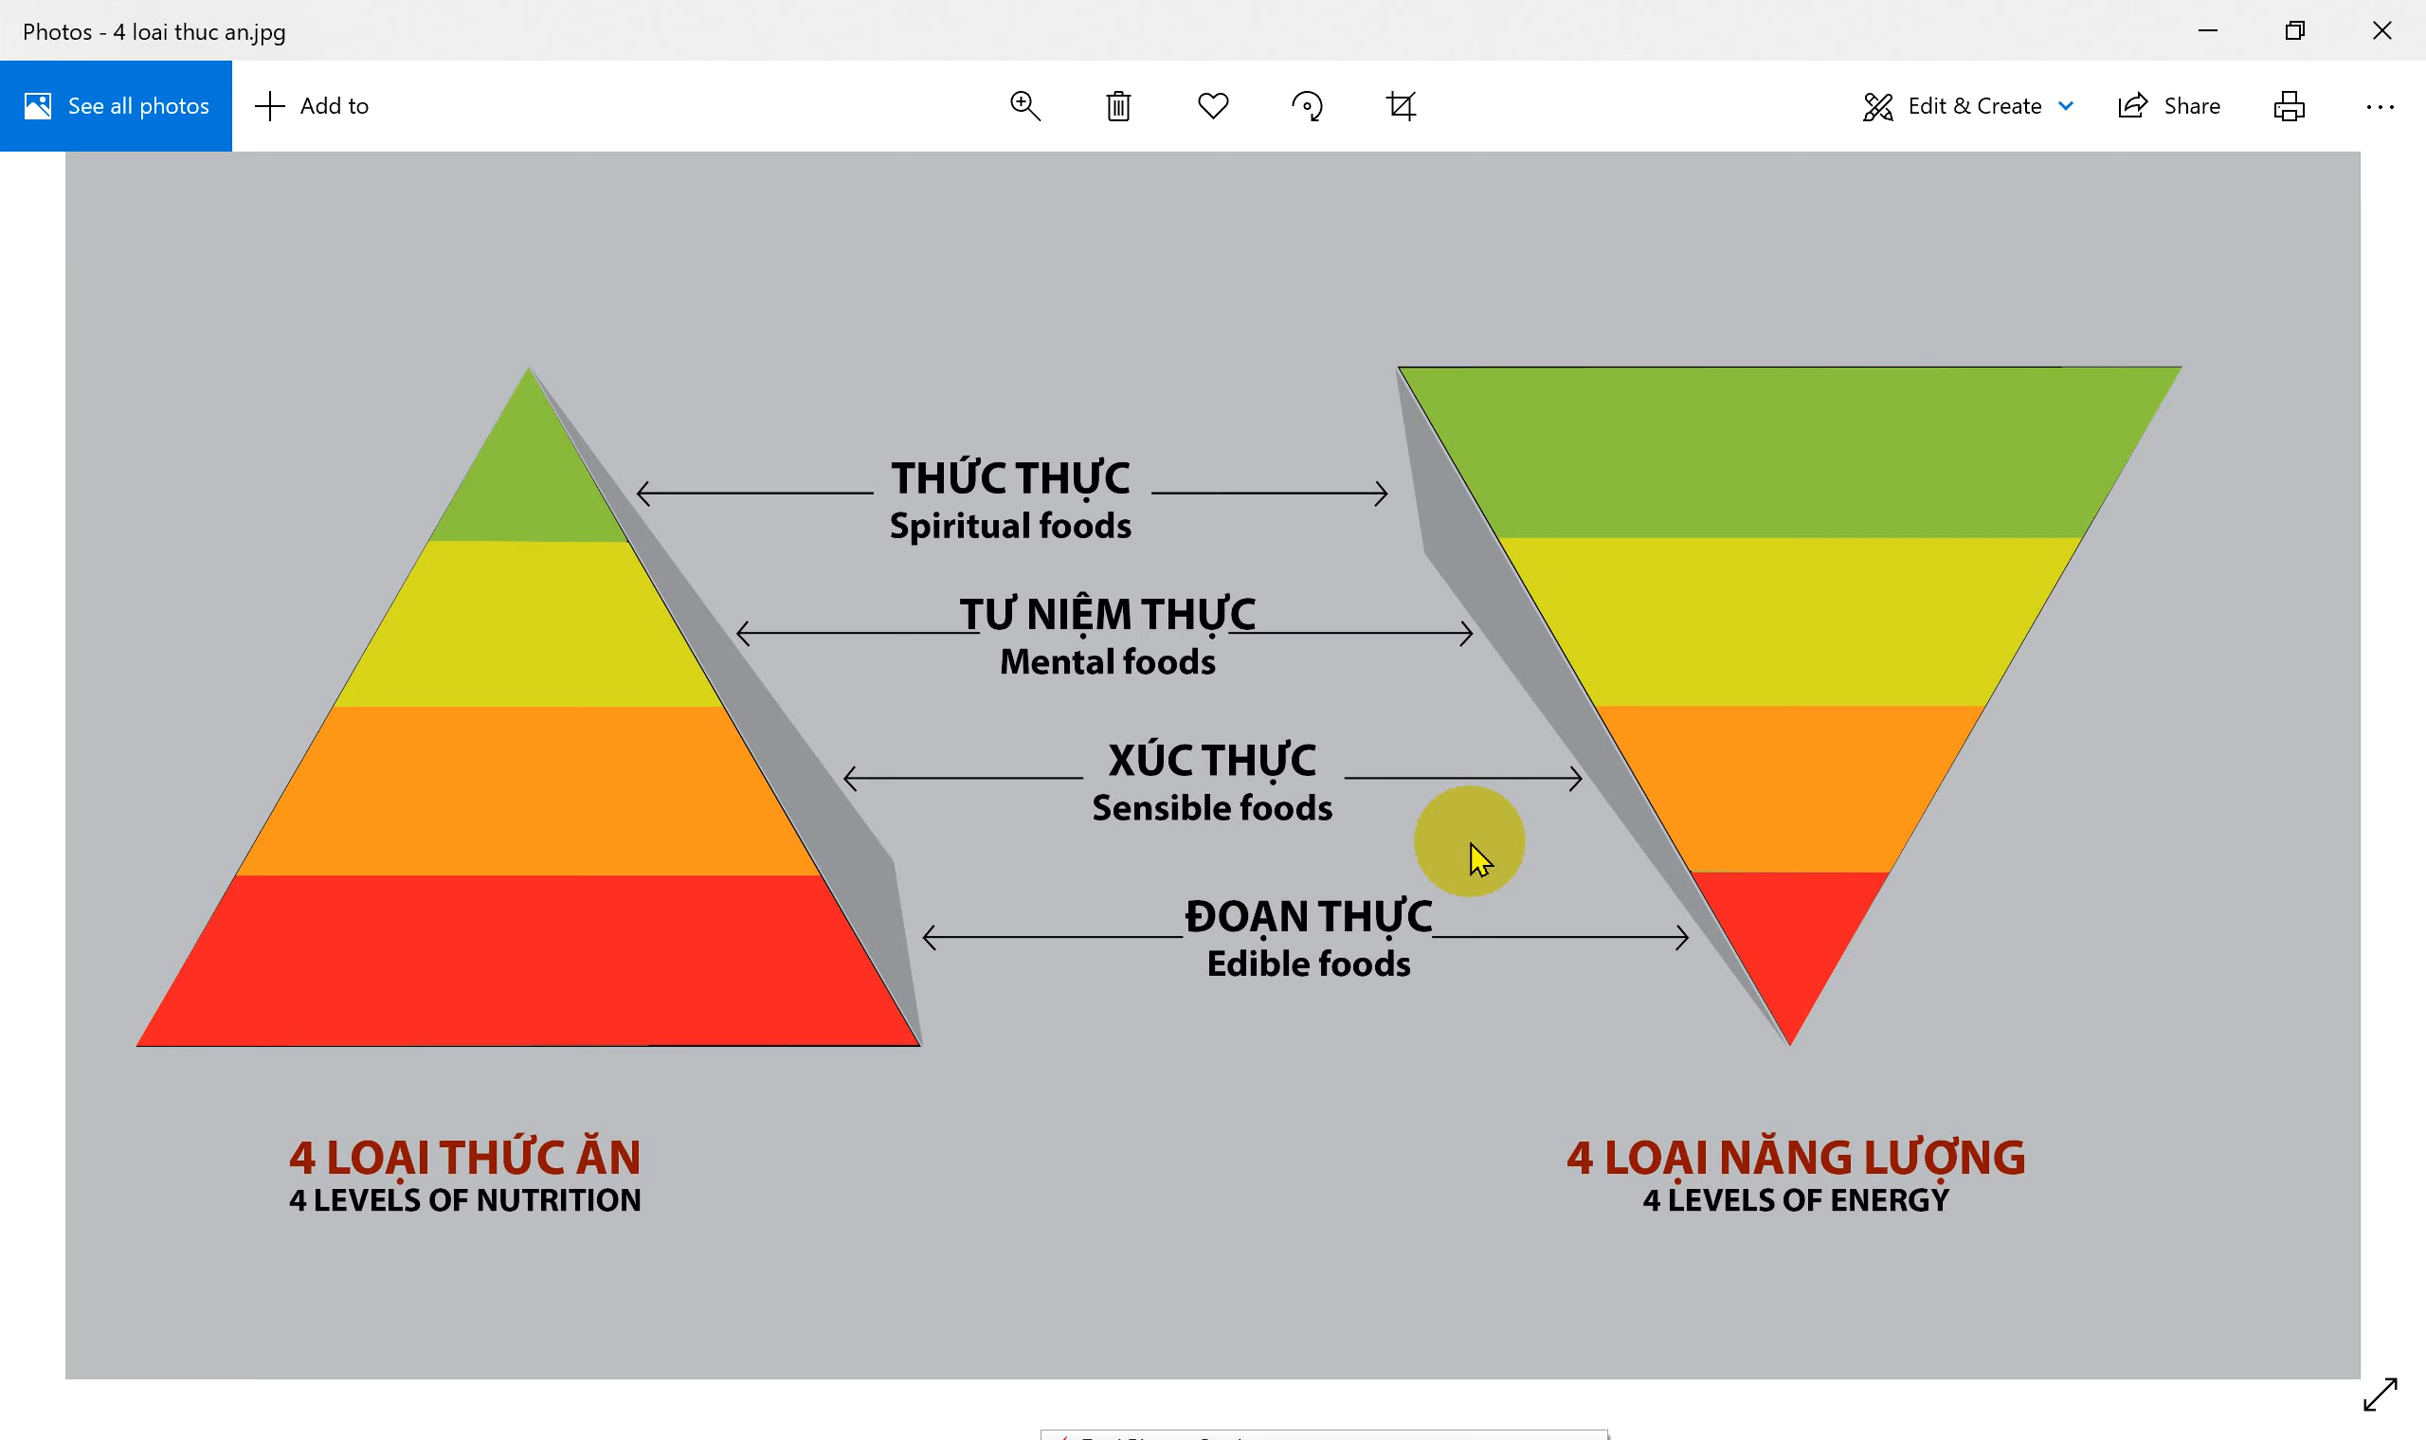 Photos - 4 loai thuc an.jpg
See all photos
Add to
Edit & Create
Share
THỨC THỰC
Spiritual foods
TƯ NIỆM THỰC
Mental foods
XÚC THỰC
Sensible foods
ĐOẠN THỰC
Edible foods
4 LOẠI THỨC ĂN
4 LEVELS OF NUTRITION
4 LOẠI NĂNG LƯỢNG
4 LEVELS OF ENERGY